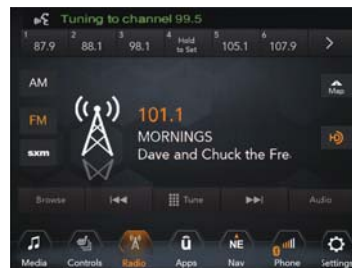 Tuning to channel 99.5
1 87.9 2 88.1 3 98.1 4 Hold to Set 5 105.1 6 107.9
AM
Map
FM
101.1
MORNINGS
sxm
Dave and Chuck the Fre
Browse Tune Audio
Media Controls Radio Apps Nav Phone Settings
ū NE